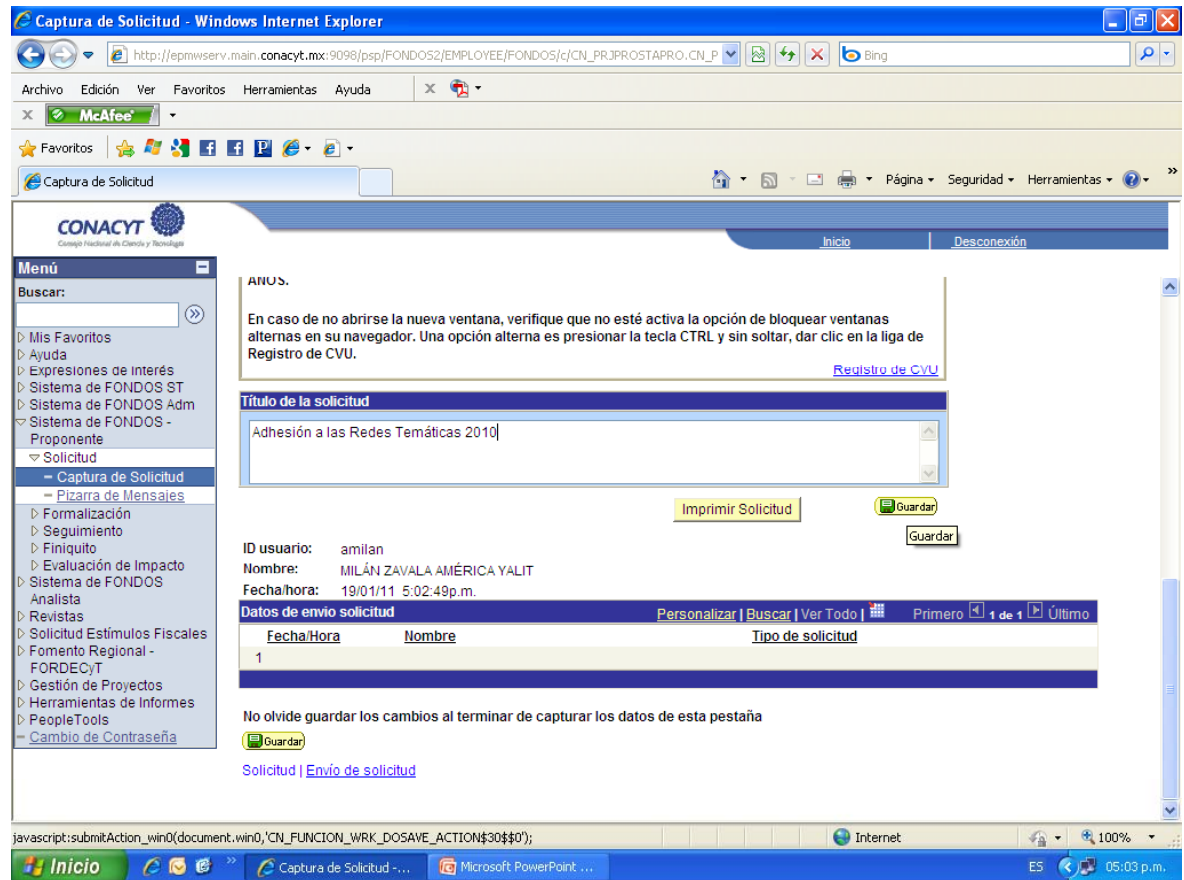 Captura de Solicitud - Windows Internet Explorer
http://epmwserv.main.conacyt.mx:9098/psp/FONDOS2/EMPLOYEE/FONDOS/c/CN_PRJPROSTAPRO.CN_P
Bing
Archivo Edición Ver Favoritos Herramientas Ayuda
McAfee
Favoritos
Captura de Solicitud
Página Seguridad Herramientas
CONACYT
Consejo Nacional de Ciencia y Tecnología
Inicio Desconexión
Menú
Buscar:
Mis Favoritos
Ayuda
Expresiones de Interés
Sistema de FONDOS ST
Sistema de FONDOS Adm
Sistema de FONDOS -
Proponente
Solicitud
Captura de Solicitud
Pizarra de Mensajes
Formalización
Seguimiento
Finiquito
Evaluación de Impacto
Sistema de FONDOS
Analista
Revistas
Solicitud Estímulos Fiscales
Fomento Regional -
FORDECyT
Gestión de Proyectos
Herramientas de Informes
PeopleTools
Cambio de Contraseña
AÑOS.
En caso de no abrirse la nueva ventana, verifique que no esté activa la opción de bloquear ventanas
alternas en su navegador. Una opción alterna es presionar la tecla CTRL y sin soltar, dar clic en la liga de
Registro de CVU.
Registro de CVU
Título de la solicitud
Adhesión a las Redes Temáticas 2010
Imprimir Solicitud Guardar
Guardar
ID usuario: amilan
Nombre: MILÁN ZAVALA AMÉRICA YALIT
Fecha/hora: 19/01/11 5:02:49p.m.
Datos de envio solicitud Personalizar | Buscar | Ver Todo | Primero 1 de 1 Último
Fecha/Hora Nombre Tipo de solicitud
1
No olvide guardar los cambios al terminar de capturar los datos de esta pestaña
Guardar
Solicitud | Envío de solicitud
javascript:submitAction_win0(document.win0,'CN_FUNCION_WRK_DOSAVE_ACTION$30$$0'); Internet 100%
Inicio Captura de Solicitud -... Microsoft PowerPoint ... ES 05:03 p.m.